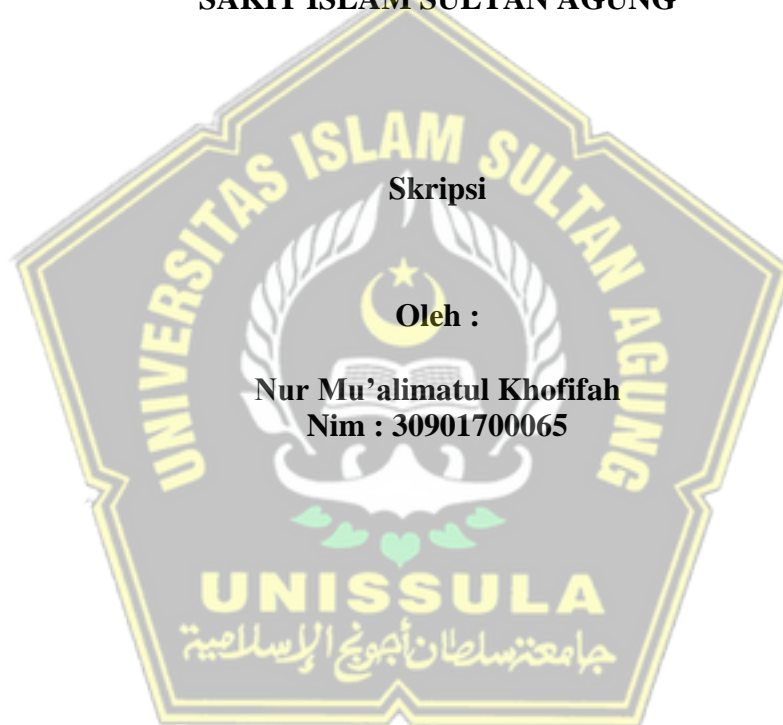 SAKIT ISLAM SULTAN AGUNG
UNIVERSITAS ISLAM SULTAN AGUNG
Skripsi
Oleh :
Nur Mu’alimatul Khofifah
Nim : 30901700065
UNISSULA
جامعة سلطان أجونج الإسلامية